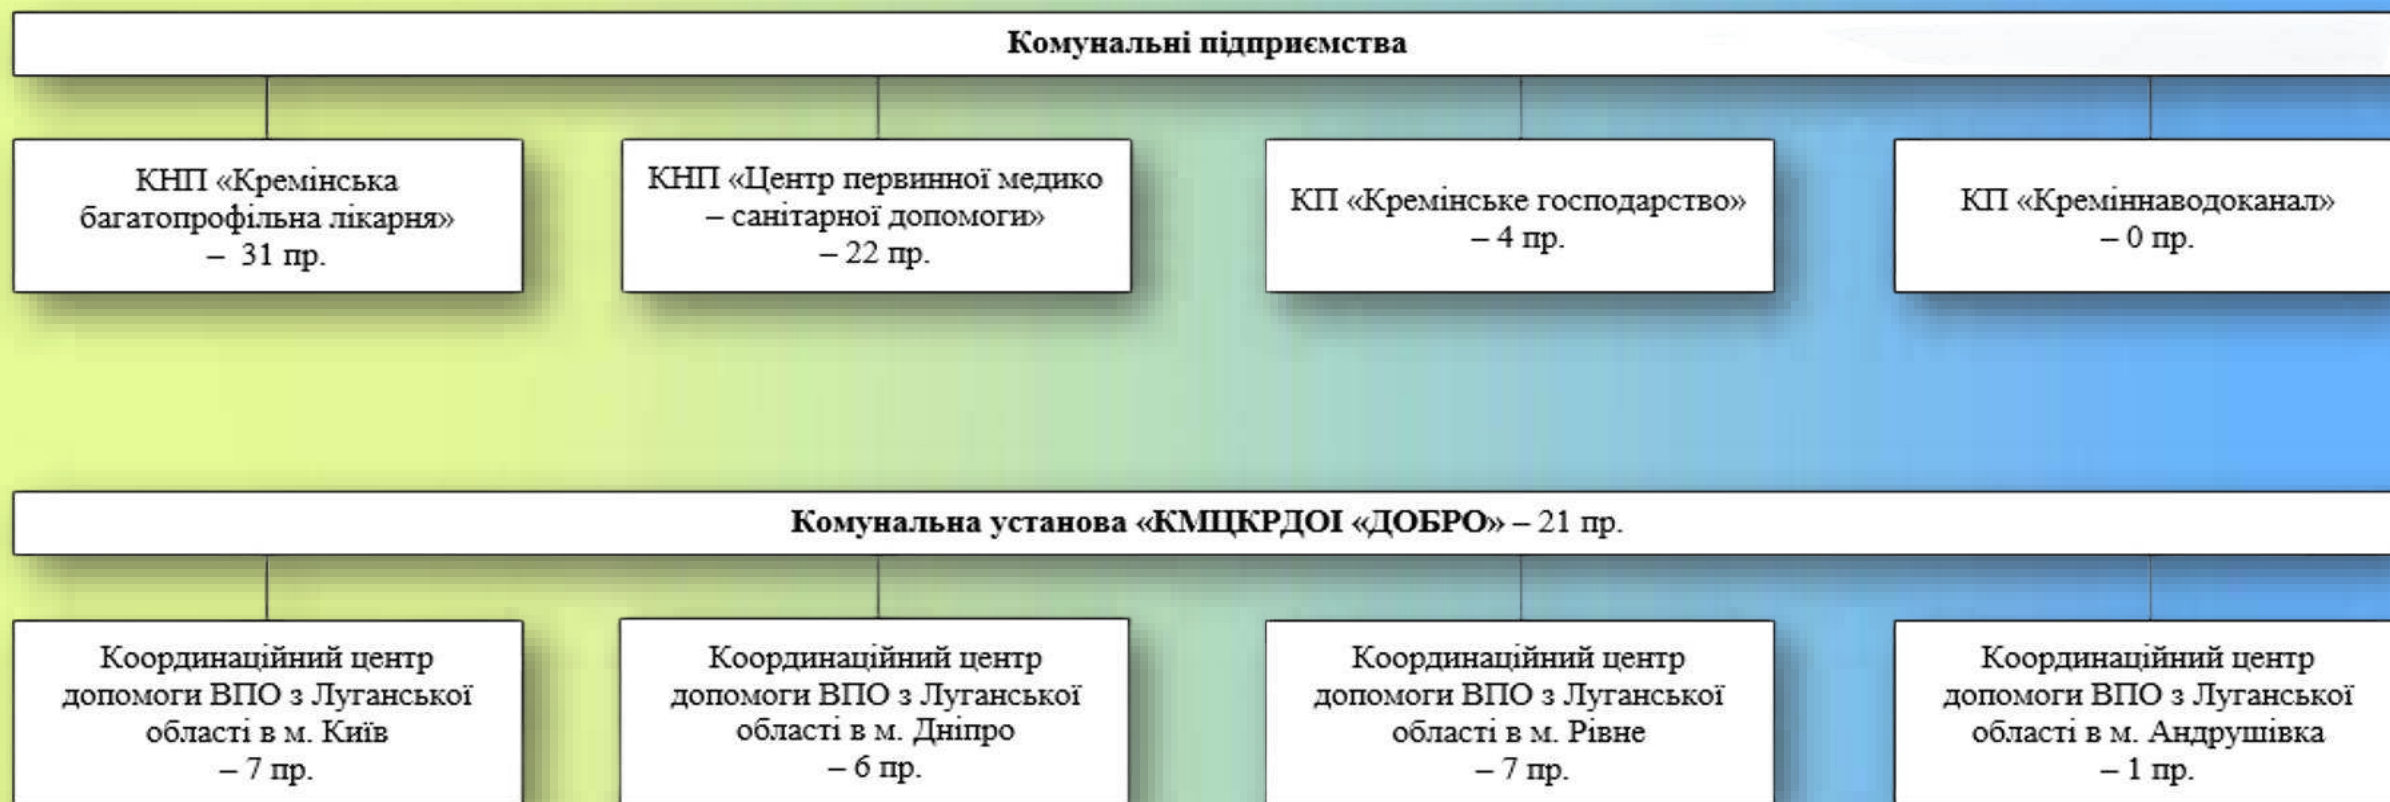 Комунальні підприємства
КНП «Кремінська
багатопрофільна лікарня»
– 31 пр.
КНП «Центр первинної медико
– санітарної допомоги»
– 22 пр.
КП «Кремінське господарство»
– 4 пр.
КП «Креміннаводоканал»
– 0 пр.
Комунальна установа «КМЦКРДОІ «ДОБРО» – 21 пр.
Координаційний центр
допомоги ВПО з Луганської
області в м. Київ
– 7 пр.
Координаційний центр
допомоги ВПО з Луганської
області в м. Дніпро
– 6 пр.
Координаційний центр
допомоги ВПО з Луганської
області в м. Рівне
– 7 пр.
Координаційний центр
допомоги ВПО з Луганської
області в м. Андрушівка
– 1 пр.